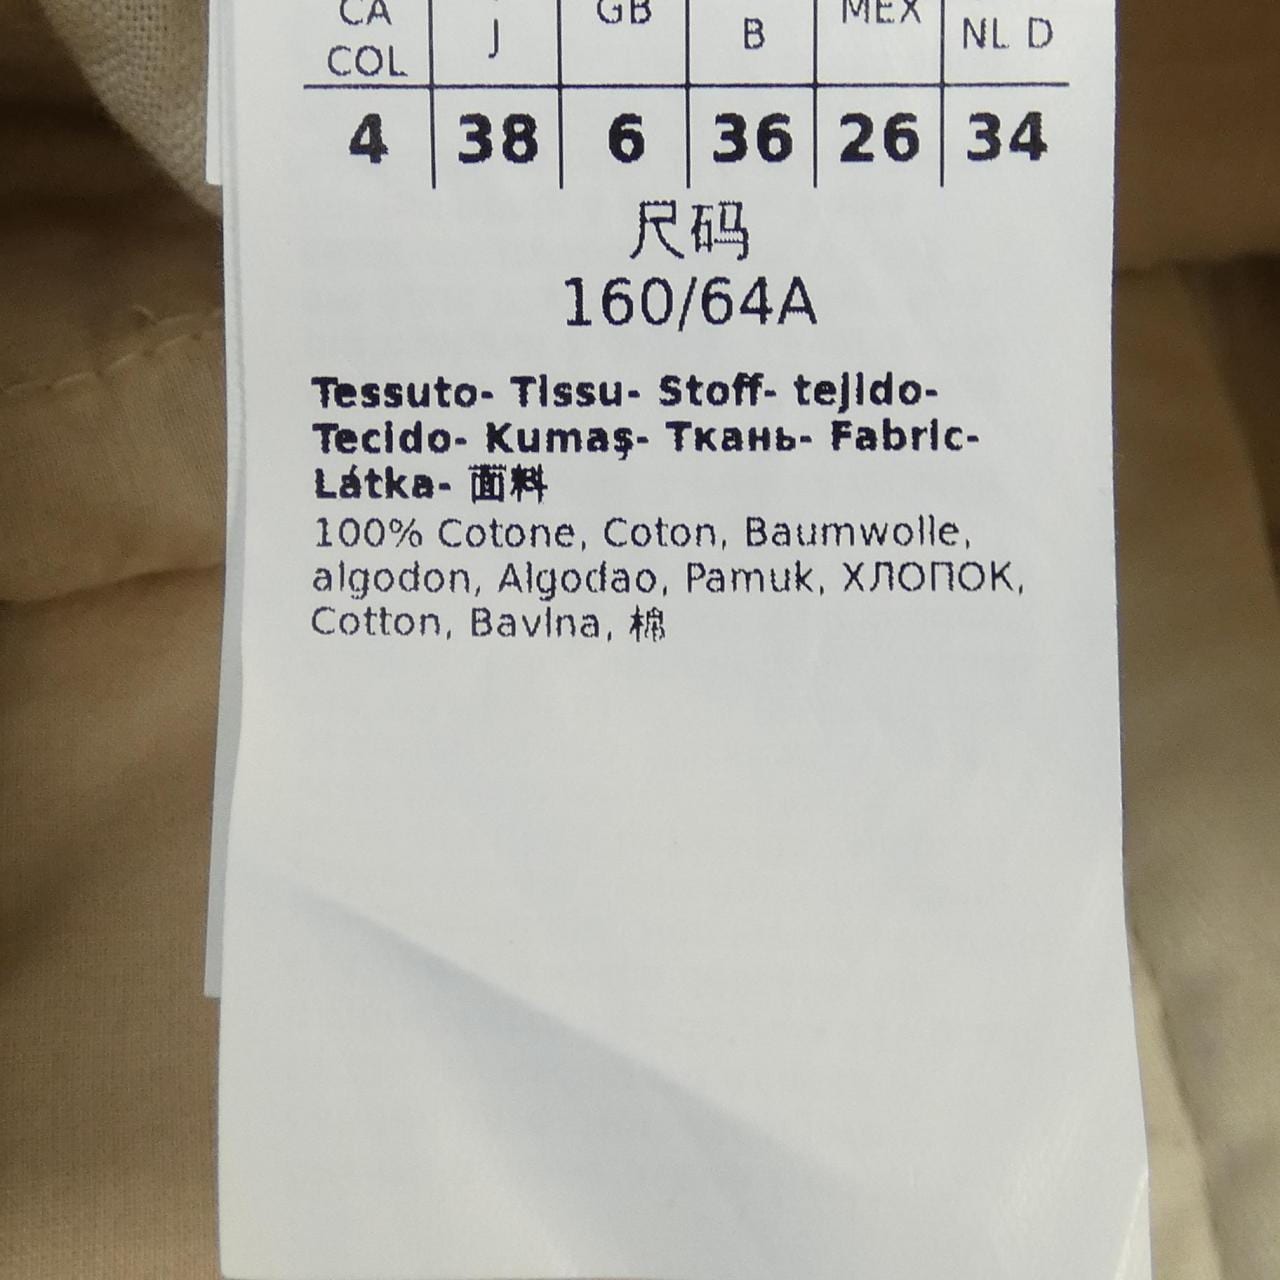 CA GB MEX
COL J B NL D
4 38 6 36 26 34
尺码
160/64A
Tessuto- Tissu- Stoff- tejido-
Tecido- Kumaş- Ткань- Fabric-
Látka- 面料
100% Cotone, Coton, Baumwolle,
algodon, Algodao, Pamuk, ХЛОПОК,
Cotton, Bavlna, 棉